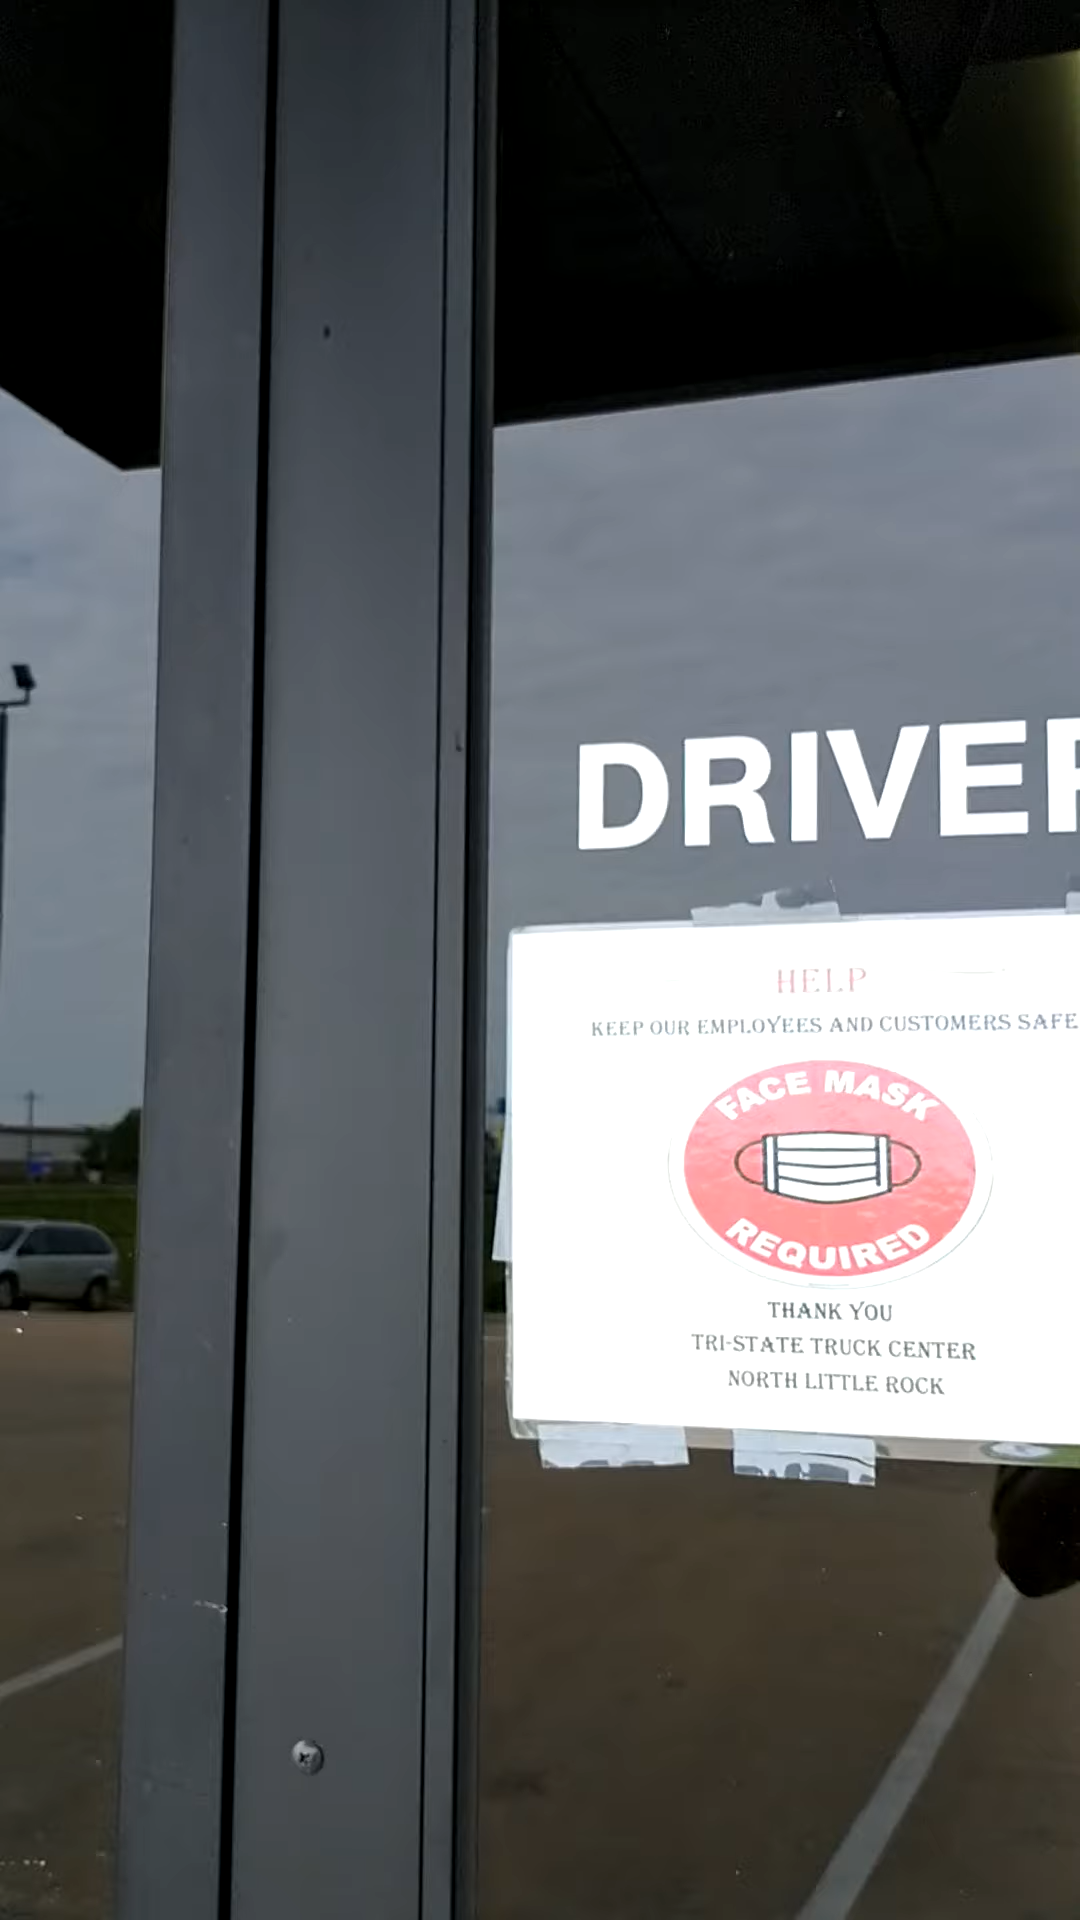 DRIVER
HELP
KEEP OUR EMPLOYEES AND CUSTOMERS SAFE
FACE MASK
REQUIRED
THANK YOU
TRI-STATE TRUCK CENTER
NORTH LITTLE ROCK